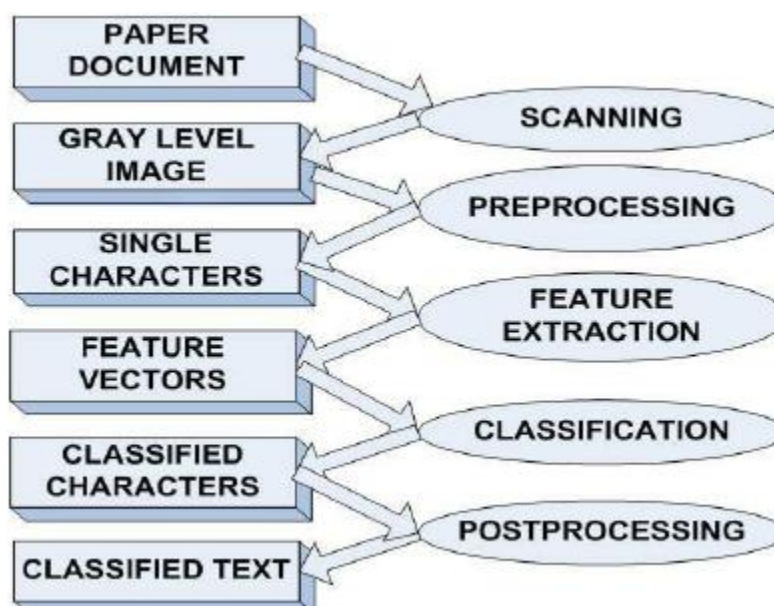 PAPER
DOCUMENT
SCANNING
GRAY LEVEL
IMAGE
PREPROCESSING
SINGLE
CHARACTERS
FEATURE
EXTRACTION
FEATURE
VECTORS
CLASSIFICATION
CLASSIFIED
CHARACTERS
POSTPROCESSING
CLASSIFIED TEXT